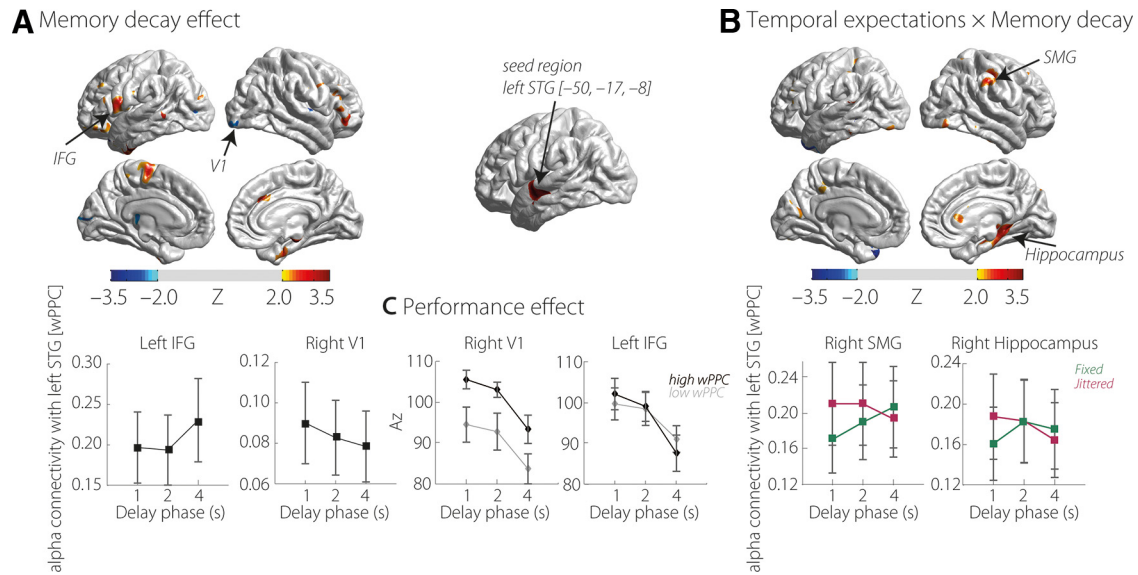 A Memory decay effect
IFG
V1
seed region
left STG [−50, −17, −8]
−3.5 −2.0 Z 2.0 3.5
B Temporal expectations × Memory decay
SMG
Hippocampus
−3.5 −2.0 Z 2.0 3.5
alpha connectivity with left STG [wPPC]
Left IFG
0.30
0.25
0.20
0.15
1 2 4
Delay phase (s)
Right V1
0.12
0.10
0.08
0.06
1 2 4
Delay phase (s)
C Performance effect
Az
Right V1
110
100
90
80
1 2 4
Delay phase (s)
Left IFG
110
100
90
80
high wPPC
low wPPC
1 2 4
Delay phase (s)
alpha connectivity with left STG [wPPC]
Right SMG
0.24
0.20
0.16
0.12
1 2 4
Delay phase (s)
Right Hippocampus
Fixed
Jittered
0.24
0.20
0.16
0.12
1 2 4
Delay phase (s)